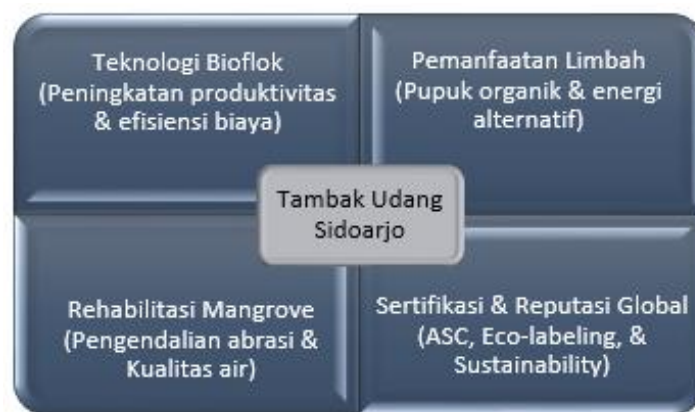 Teknologi Bioflok
(Peningkatan produktivitas
& efisiensi biaya)
Pemanfaatan Limbah
(Pupuk organik & energi
alternatif)
Tambak Udang
Sidoarjo
Rehabilitasi Mangrove
(Pengendalian abrasi &
Kualitas air)
Sertifikasi & Reputasi Global
(ASC, Eco-labeling, &
Sustainability)